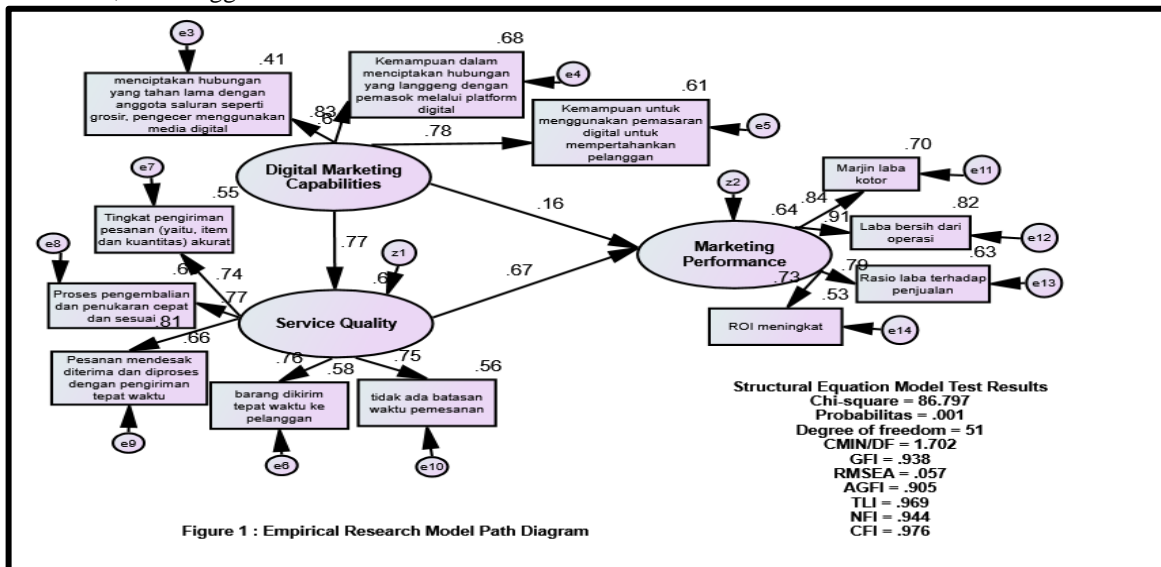 e3
.41
menciptakan hubungan
yang tahan lama dengan
anggota saluran seperti
grosir, pengecer menggunakan
media digital
.68
Kemampuan dalam
menciptakan hubungan
yang langgeng dengan
pemasok melalui platform
digital
e4
.61
Kemampuan untuk
menggunakan pemasaran
digital untuk
mempertahankan
pelanggan
e5
.83
.78
Digital Marketing
Capabilities
e7
.55
Tingkat pengiriman
pesanan (yaitu, item
dan kuantitas) akurat
e8
Proses pengembalian
dan penukaran cepat
dan sesuai
.74
.77
.81
.66
Pesanan mendesak
diterima dan diproses
dengan pengiriman
tepat waktu
e9
.77
z1
Service Quality
.76
.58
barang dikirim
tepat waktu ke
pelanggan
e6
.75
.56
tidak ada batasan
waktu pemesanan
e10
.16
.67
z2
.64
Marketing
Performance
.84
.91
.79
.73
.70
Marjin laba
kotor
e11
.82
Laba bersih dari
operasi
e12
.63
Rasio laba terhadap
penjualan
e13
.53
ROI meningkat
e14
Structural Equation Model Test Results
Chi-square = 86.797
Probabilitas = .001
Degree of freedom = 51
CMIN/DF = 1.702
GFI = .938
RMSEA = .057
AGFI = .905
TLI = .969
NFI = .944
CFI = .976
Figure 1 : Empirical Research Model Path Diagram